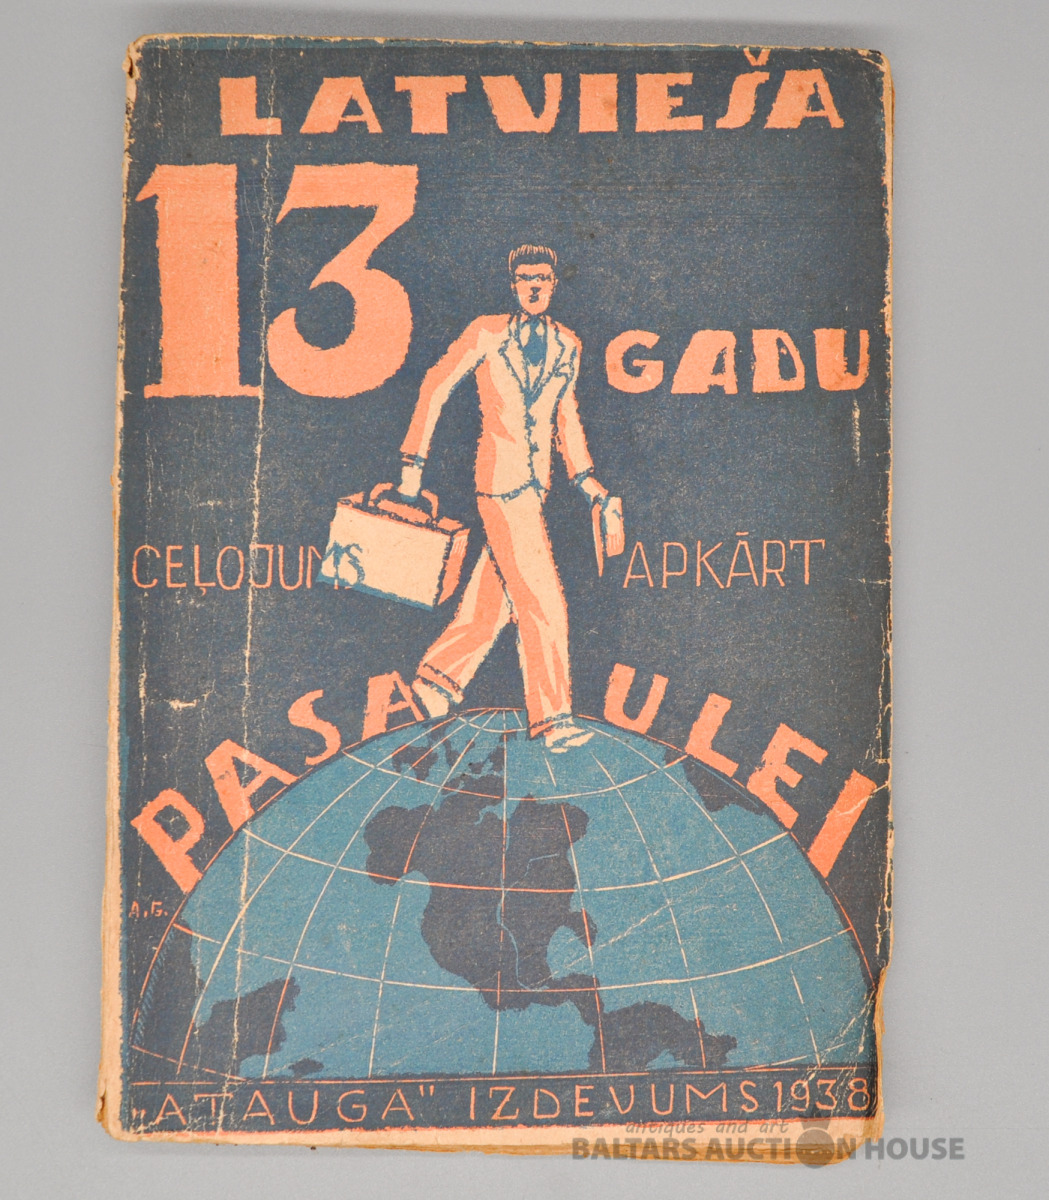 LATVIEŠA
13 GADU
CEĻOJUMS APKĀRT
PASAULEI
A.G.
„ATAUGA" IZDEVUMS 1938
antiques and art
BALTARS AUCTION HOUSE